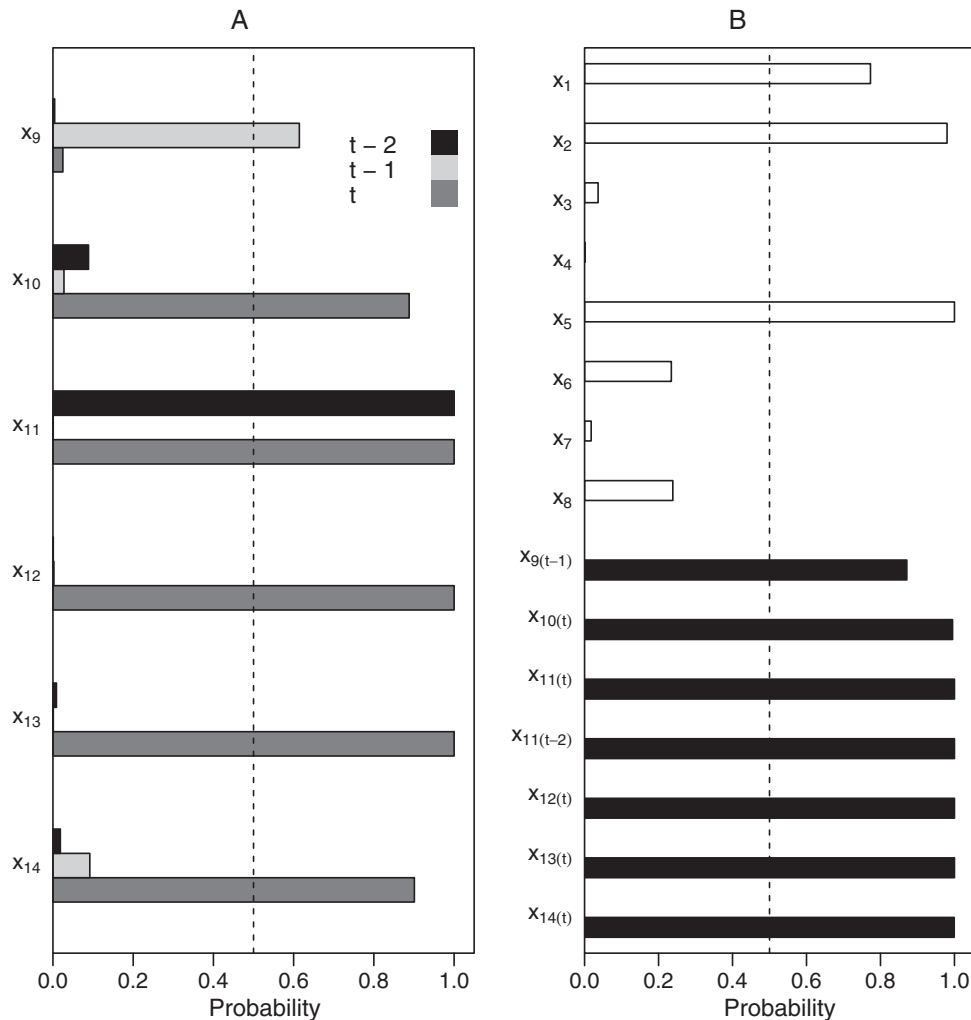 A
x9
x10
x11
x12
x13
x14
t − 2
t − 1
t
0.0 0.2 0.4 0.6 0.8 1.0
Probability
B
x1
x2
x3
x4
x5
x6
x7
x8
x9(t−1)
x10(t)
x11(t)
x11(t−2)
x12(t)
x13(t)
x14(t)
0.0 0.2 0.4 0.6 0.8 1.0
Probability